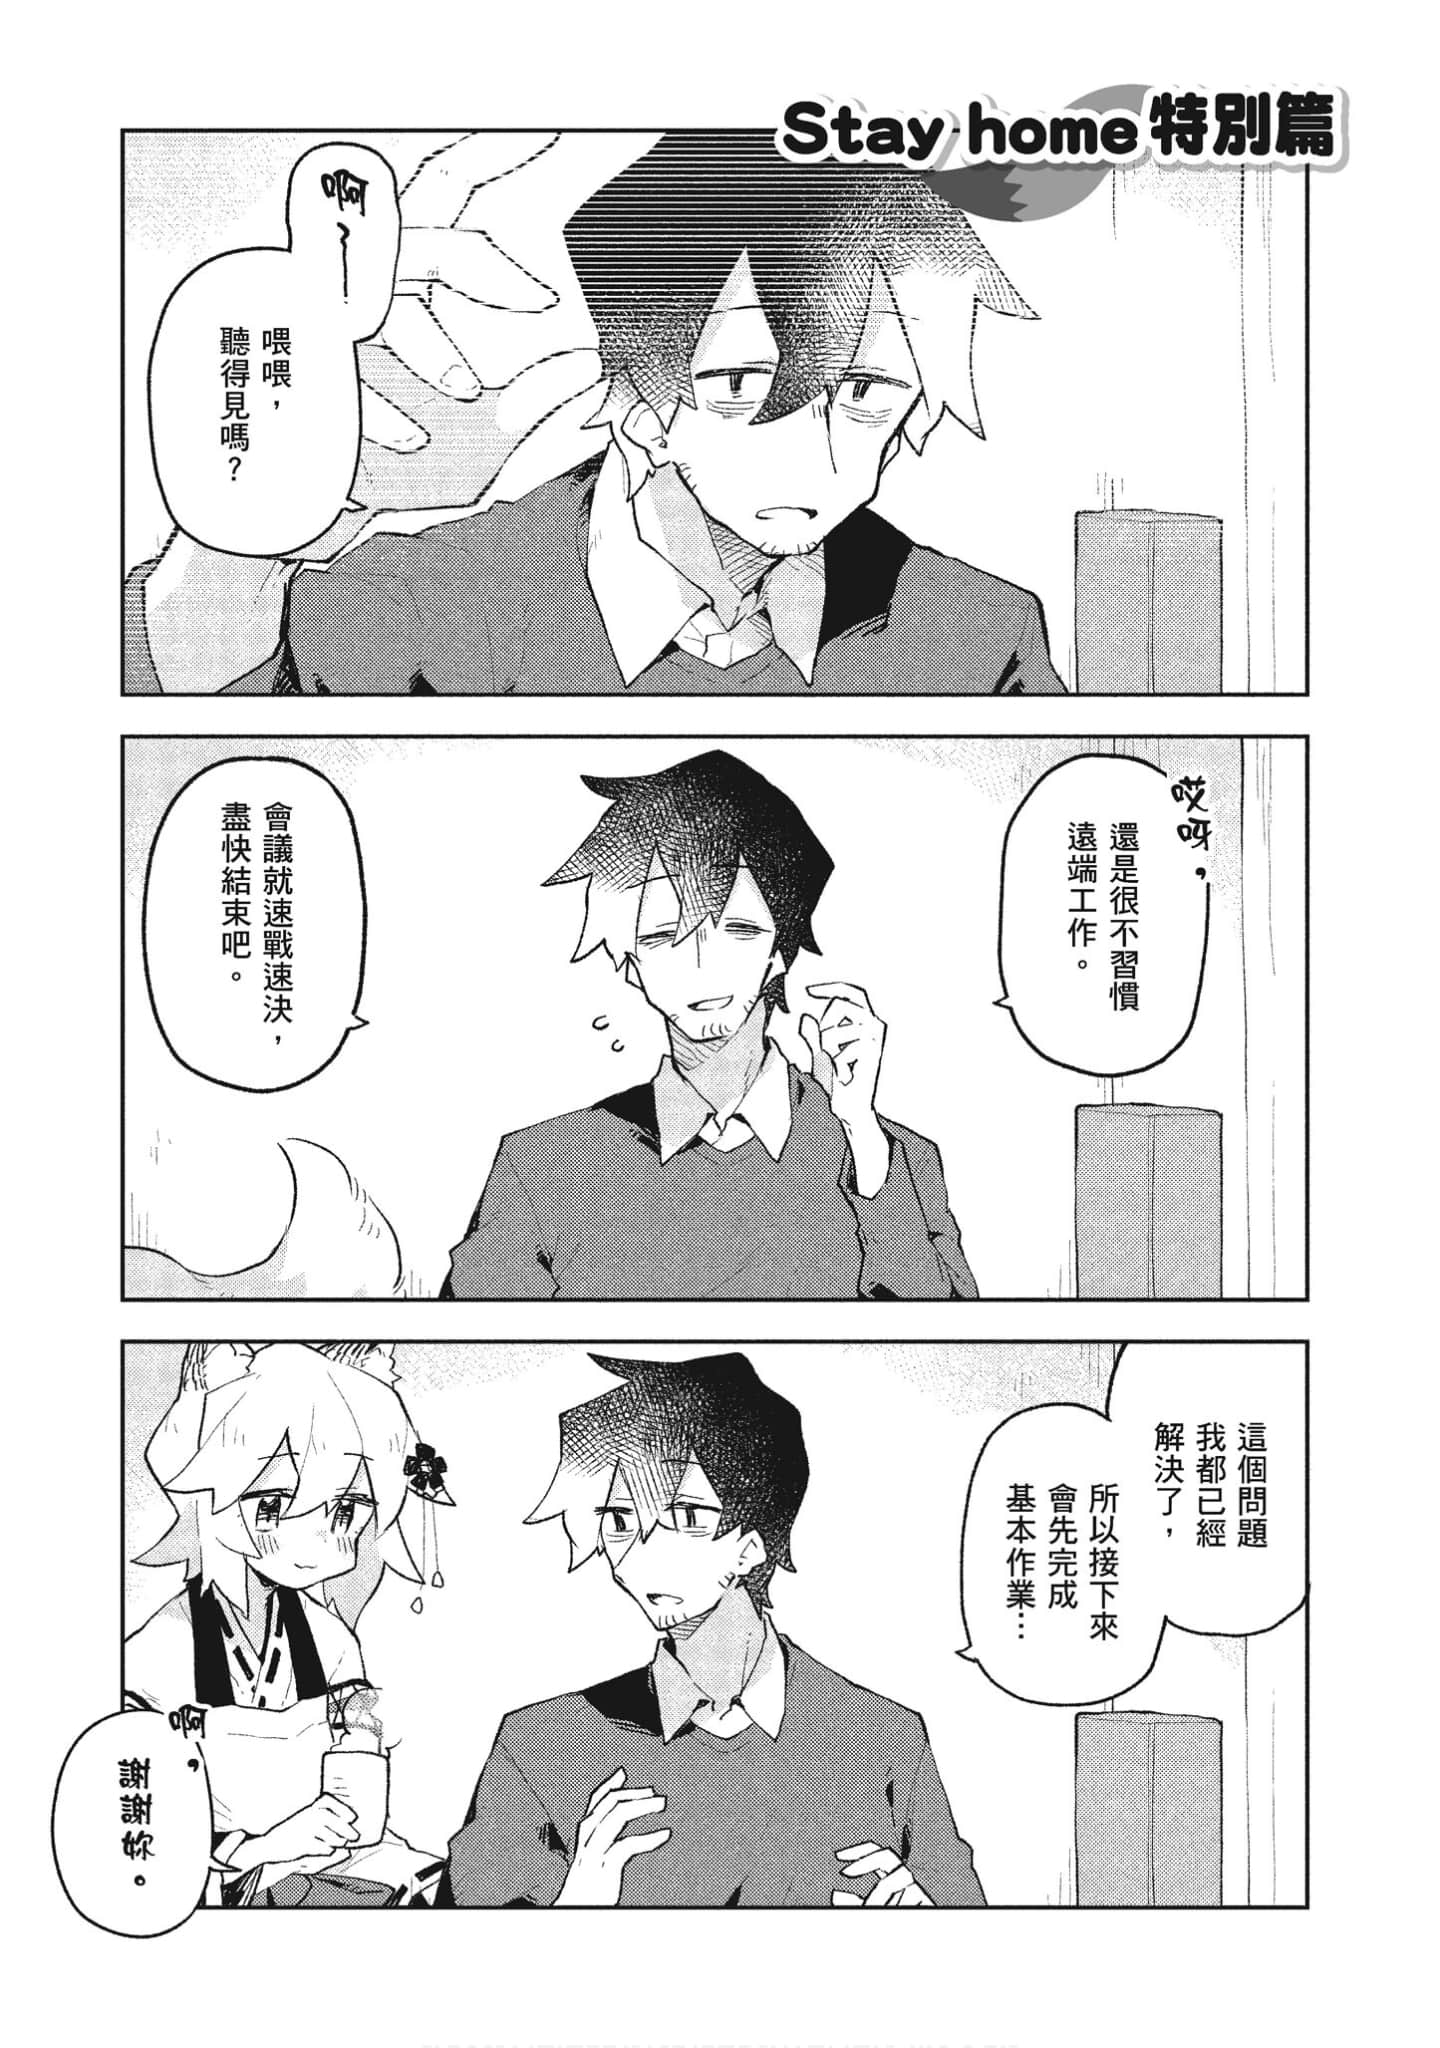 Stay home特別篇
啊～
喂喂，
聽得見嗎？
哎呀，
還是很不習慣
遠端工作。
會議就速戰速決，
盡快結束吧。
這個問題
我都已經
解決了，
所以接下來
會先完成
基本作業…
啊，
謝謝妳。